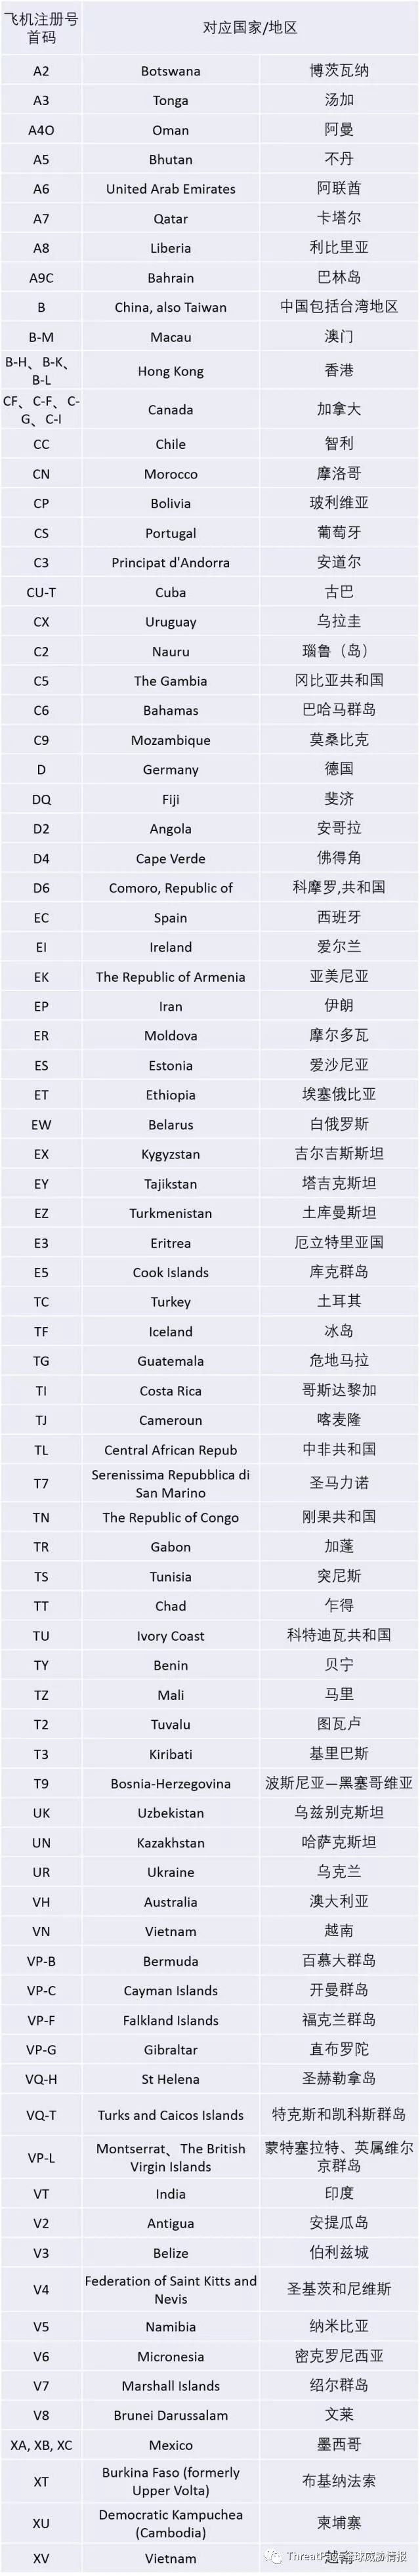 飞机注册号首码 对应国家/地区
A2 Botswana 博茨瓦纳
A3 Tonga 汤加
A4O Oman 阿曼
A5 Bhutan 不丹
A6 United Arab Emirates 阿联酋
A7 Qatar 卡塔尔
A8 Liberia 利比里亚
A9C Bahrain 巴林岛
B China, also Taiwan 中国包括台湾地区
B-M Macau 澳门
B-H、B-K、B-L Hong Kong 香港
CF、C-F、C-G、C-I Canada 加拿大
CC Chile 智利
CN Morocco 摩洛哥
CP Bolivia 玻利维亚
CS Portugal 葡萄牙
C3 Principat d'Andorra 安道尔
CU-T Cuba 古巴
CX Uruguay 乌拉圭
C2 Nauru 瑙鲁（岛）
C5 The Gambia 冈比亚共和国
C6 Bahamas 巴哈马群岛
C9 Mozambique 莫桑比克
D Germany 德国
DQ Fiji 斐济
D2 Angola 安哥拉
D4 Cape Verde 佛得角
D6 Comoro, Republic of 科摩罗,共和国
EC Spain 西班牙
EI Ireland 爱尔兰
EK The Republic of Armenia 亚美尼亚
EP Iran 伊朗
ER Moldova 摩尔多瓦
ES Estonia 爱沙尼亚
ET Ethiopia 埃塞俄比亚
EW Belarus 白俄罗斯
EX Kygyzstan 吉尔吉斯斯坦
EY Tajikstan 塔吉克斯坦
EZ Turkmenistan 土库曼斯坦
E3 Eritrea 厄立特里亚国
E5 Cook Islands 库克群岛
TC Turkey 土耳其
TF Iceland 冰岛
TG Guatemala 危地马拉
TI Costa Rica 哥斯达黎加
TJ Cameroun 喀麦隆
TL Central African Repub 中非共和国
T7 Serenissima Repubblica di San Marino 圣马力诺
TN The Republic of Congo 刚果共和国
TR Gabon 加蓬
TS Tunisia 突尼斯
TT Chad 乍得
TU Ivory Coast 科特迪瓦共和国
TY Benin 贝宁
TZ Mali 马里
T2 Tuvalu 图瓦卢
T3 Kiribati 基里巴斯
T9 Bosnia-Herzegovina 波斯尼亚—黑塞哥维亚
UK Uzbekistan 乌兹别克斯坦
UN Kazakhstan 哈萨克斯坦
UR Ukraine 乌克兰
VH Australia 澳大利亚
VN Vietnam 越南
VP-B Bermuda 百慕大群岛
VP-C Cayman Islands 开曼群岛
VP-F Falkland Islands 福克兰群岛
VP-G Gibraltar 直布罗陀
VQ-H St Helena 圣赫勒拿岛
VQ-T Turks and Caicos Islands 特克斯和凯科斯群岛
VP-L Montserrat、The British Virgin Islands 蒙特塞拉特、英属维尔京群岛
VT India 印度
V2 Antigua 安提瓜岛
V3 Belize 伯利兹城
V4 Federation of Saint Kitts and Nevis 圣基茨和尼维斯
V5 Namibia 纳米比亚
V6 Micronesia 密克罗尼西亚
V7 Marshall Islands 绍尔群岛
V8 Brunei Darussalam 文莱
XA, XB, XC Mexico 墨西哥
XT Burkina Faso (formerly Upper Volta) 布基纳法索
XU Democratic Kampuchea (Cambodia) 柬埔寨
XV Vietnam 越南